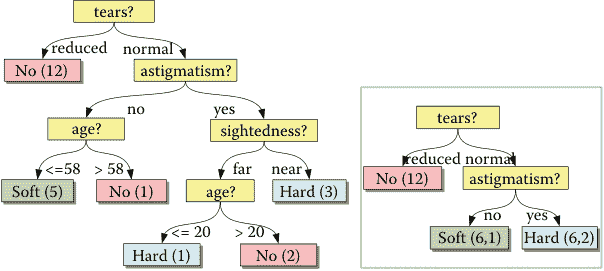 tears?
reduced normal
No (12)
astigmatism?
no yes
age?
sightedness?
<=58 > 58
far near
Soft (5)
No (1)
age?
Hard (3)
<= 20 > 20
Hard (1)
No (2)
tears?
reduced normal
No (12)
astigmatism?
no yes
Soft (6,1)
Hard (6,2)